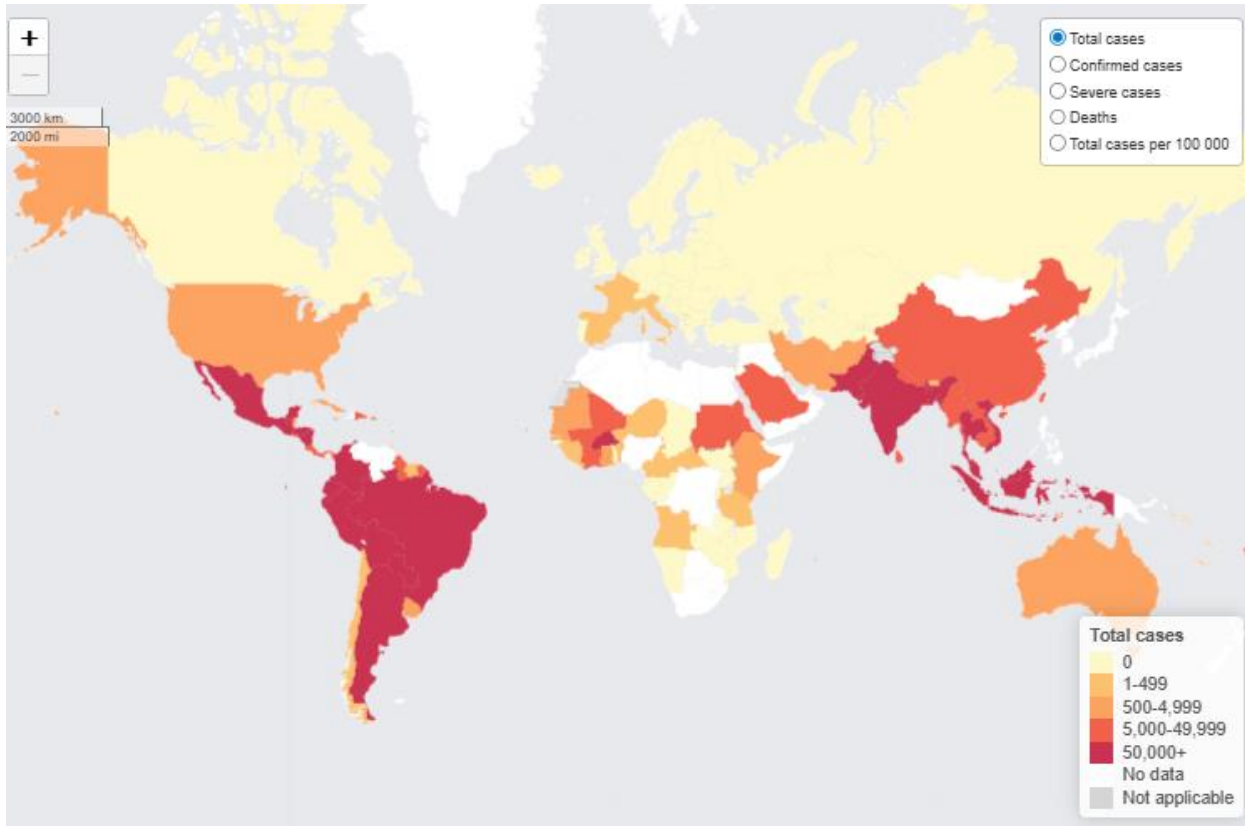 +
−
3000 km
2000 mi
Total cases
Confirmed cases
Severe cases
Deaths
Total cases per 100 000
Total cases
0
1-499
500-4,999
5,000-49,999
50,000+
No data
Not applicable